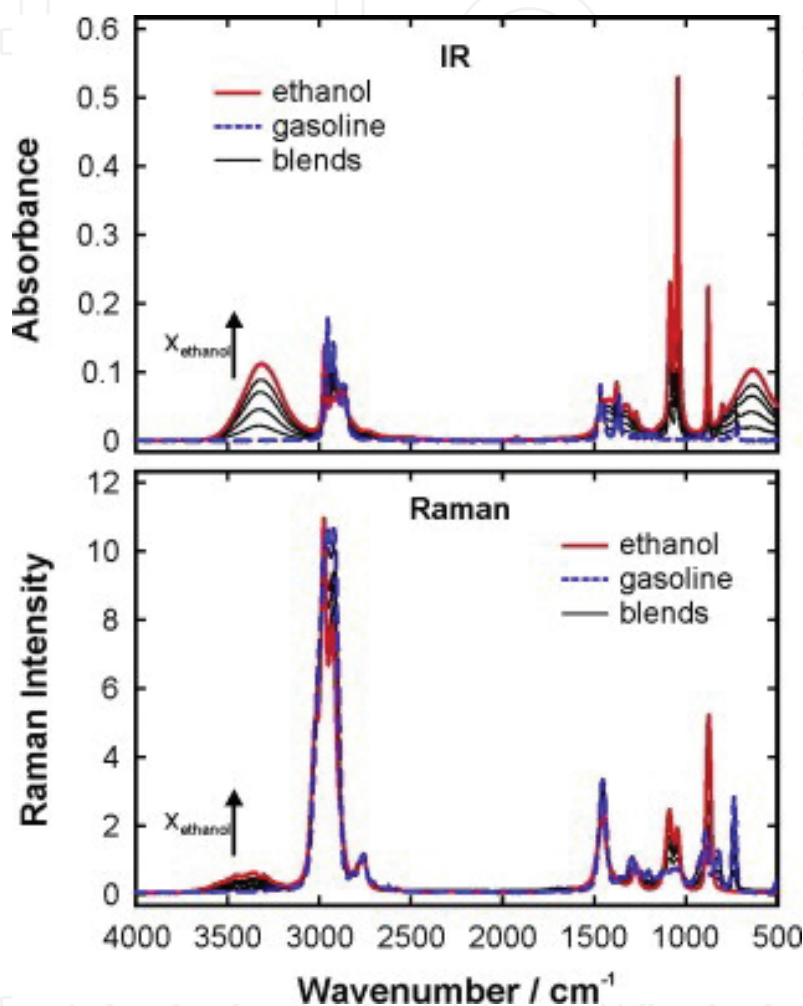 IR
ethanol
gasoline
blends
Absorbance
0.6
0.5
0.4
0.3
0.2
0.1
0
Xethanol
Raman
ethanol
gasoline
blends
Raman Intensity
12
10
8
6
4
2
0
Xethanol
4000 3500 3000 2500 2000 1500 1000 500
Wavenumber / cm-1